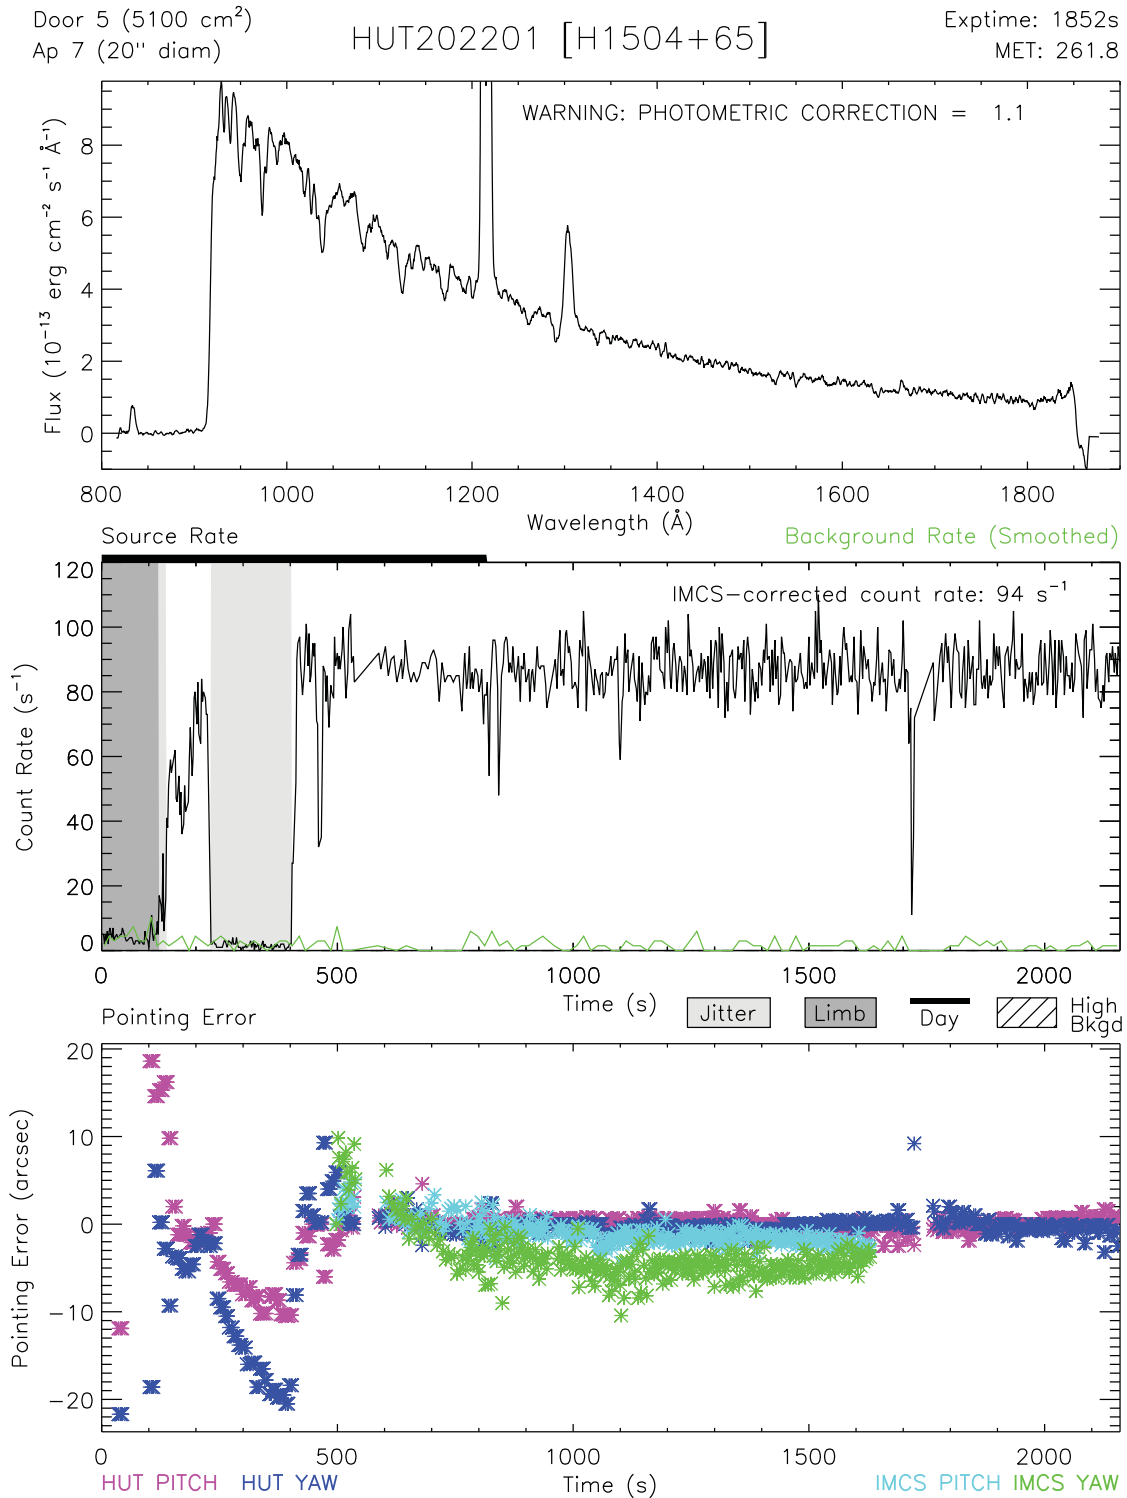 Door 5 (5100 cm²)
Ap 7 (20" diam)
HUT202201 [H1504+65]
Exptime: 1852s
MET: 261.8
WARNING: PHOTOMETRIC CORRECTION = 1.1
Flux (10⁻¹³ erg cm⁻² s⁻¹ Å⁻¹)
8
6
4
2
0
800 1000 1200 1400 1600 1800
Wavelength (Å)
Source Rate
Background Rate (Smoothed)
IMCS-corrected count rate: 94 s⁻¹
Count Rate (s⁻¹)
120
100
80
60
40
20
0
0 500 1000 1500 2000
Time (s)
Jitter
Limb
Day
High
Bkgd
Pointing Error
Pointing Error (arcsec)
20
10
0
-10
-20
0 500 1000 1500 2000
Time (s)
HUT PITCH HUT YAW
IMCS PITCH IMCS YAW